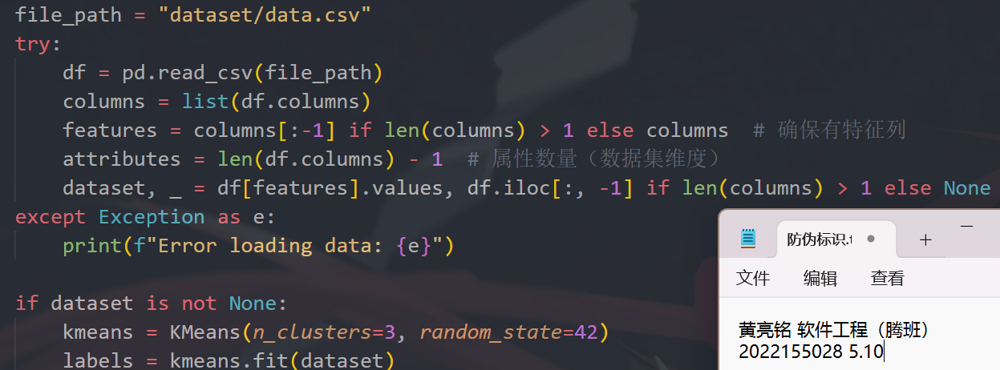 file_path = "dataset/data.csv"
try:
    df = pd.read_csv(file_path)
    columns = list(df.columns)
    features = columns[:-1] if len(columns) > 1 else columns  # 确保有特征列
    attributes = len(df.columns) - 1  # 属性数量（数据集维度）
    dataset, _ = df[features].values, df.iloc[:, -1] if len(columns) > 1 else None
except Exception as e:
    print(f"Error loading data: {e}")
if dataset is not None:
    kmeans = KMeans(n_clusters=3, random_state=42)
    labels = kmeans.fit(dataset)
防伪标识.t
文件 编辑 查看
黄亮铭 软件工程（腾班）
2022155028 5.10